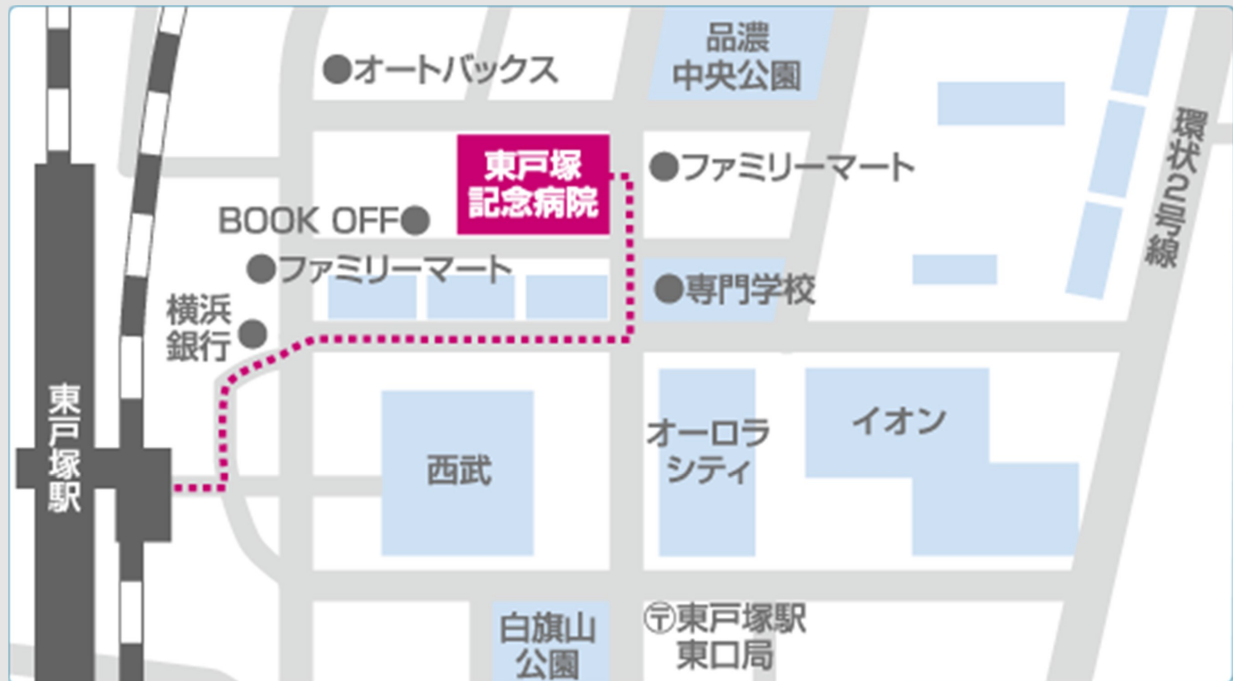 品濃
中央公園
オートバックス
環状2号線
東戸塚
記念病院
ファミリーマート
BOOK OFF
ファミリーマート
専門学校
横浜
銀行
東戸塚駅
西武
オーロラ
シティ
イオン
白旗山
公園
〒東戸塚駅
東口局